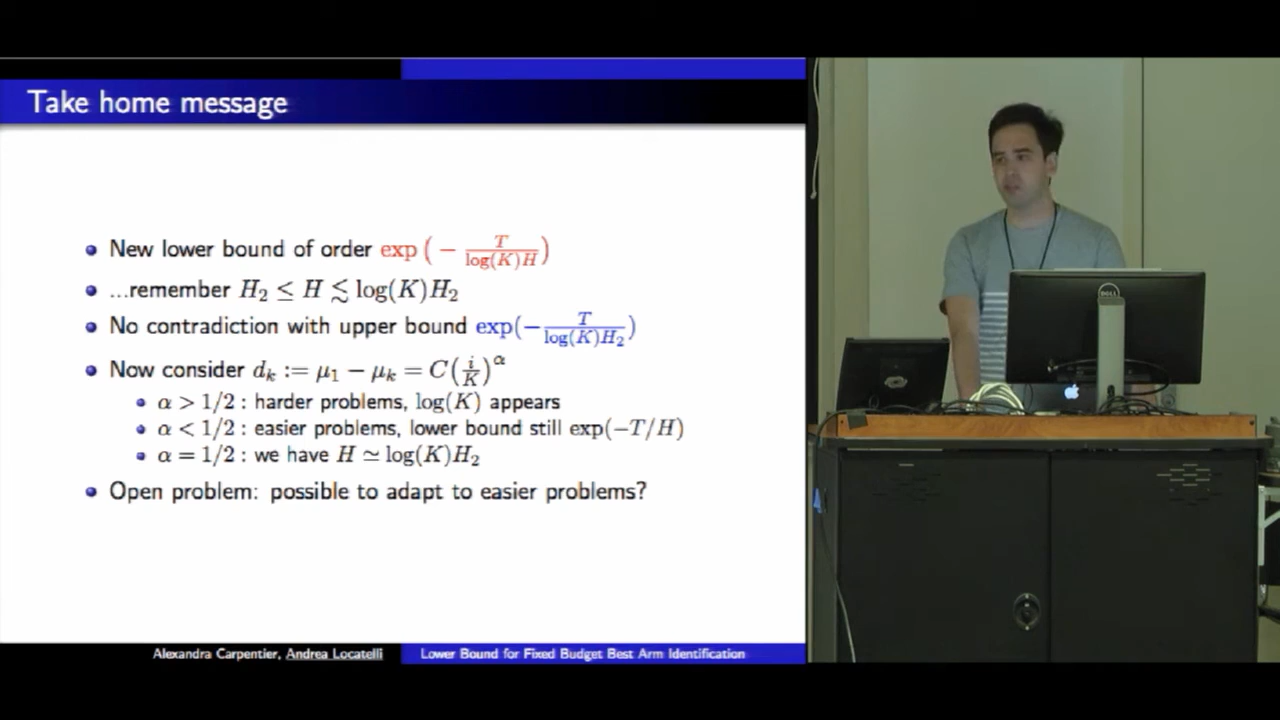 Take home message
New lower bound of order exp ( − T / log(K)H )
...remember H₂ ≤ H ≲ log(K)H₂
No contradiction with upper bound exp(− T / log(K)H₂ )
Now consider dₖ := μ₁ − μₖ = C(i/K)^α
α > 1/2 : harder problems, log(K) appears
α < 1/2 : easier problems, lower bound still exp(−T/H)
α = 1/2 : we have H ≃ log(K)H₂
Open problem: possible to adapt to easier problems?
Alexandra Carpentier, Andrea Locatelli
Lower Bound for Fixed Budget Best Arm Identification
DELL